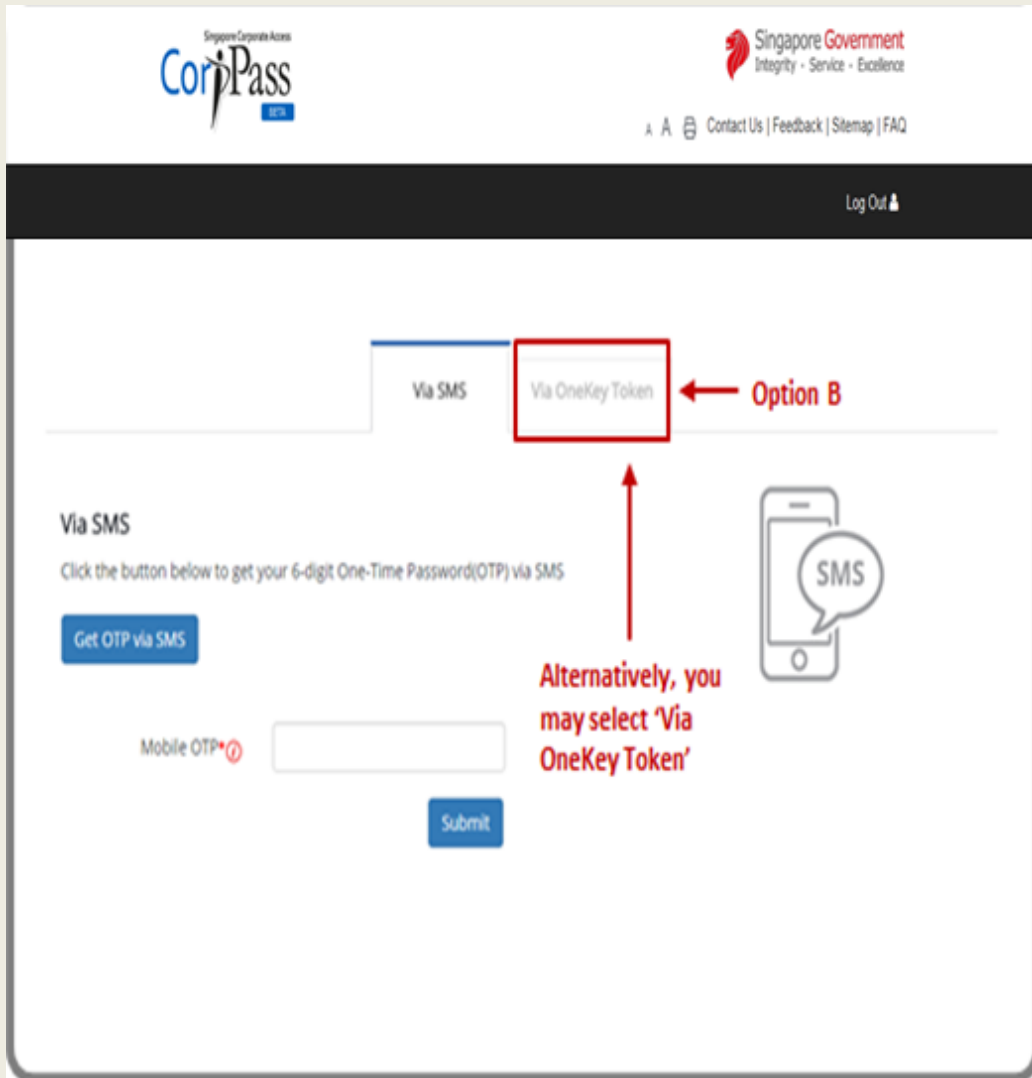 Singapore Corporate Access
CorpPass
BETA
Singapore Government
Integrity · Service · Excellence
A A Contact Us | Feedback | Sitemap | FAQ
Log Out
Via SMS
Via OneKey Token
Option B
Via SMS
Click the button below to get your 6-digit One-Time Password(OTP) via SMS
SMS
Get OTP via SMS
Alternatively, you
may select ‘Via
OneKey Token’
Mobile OTP*
Submit